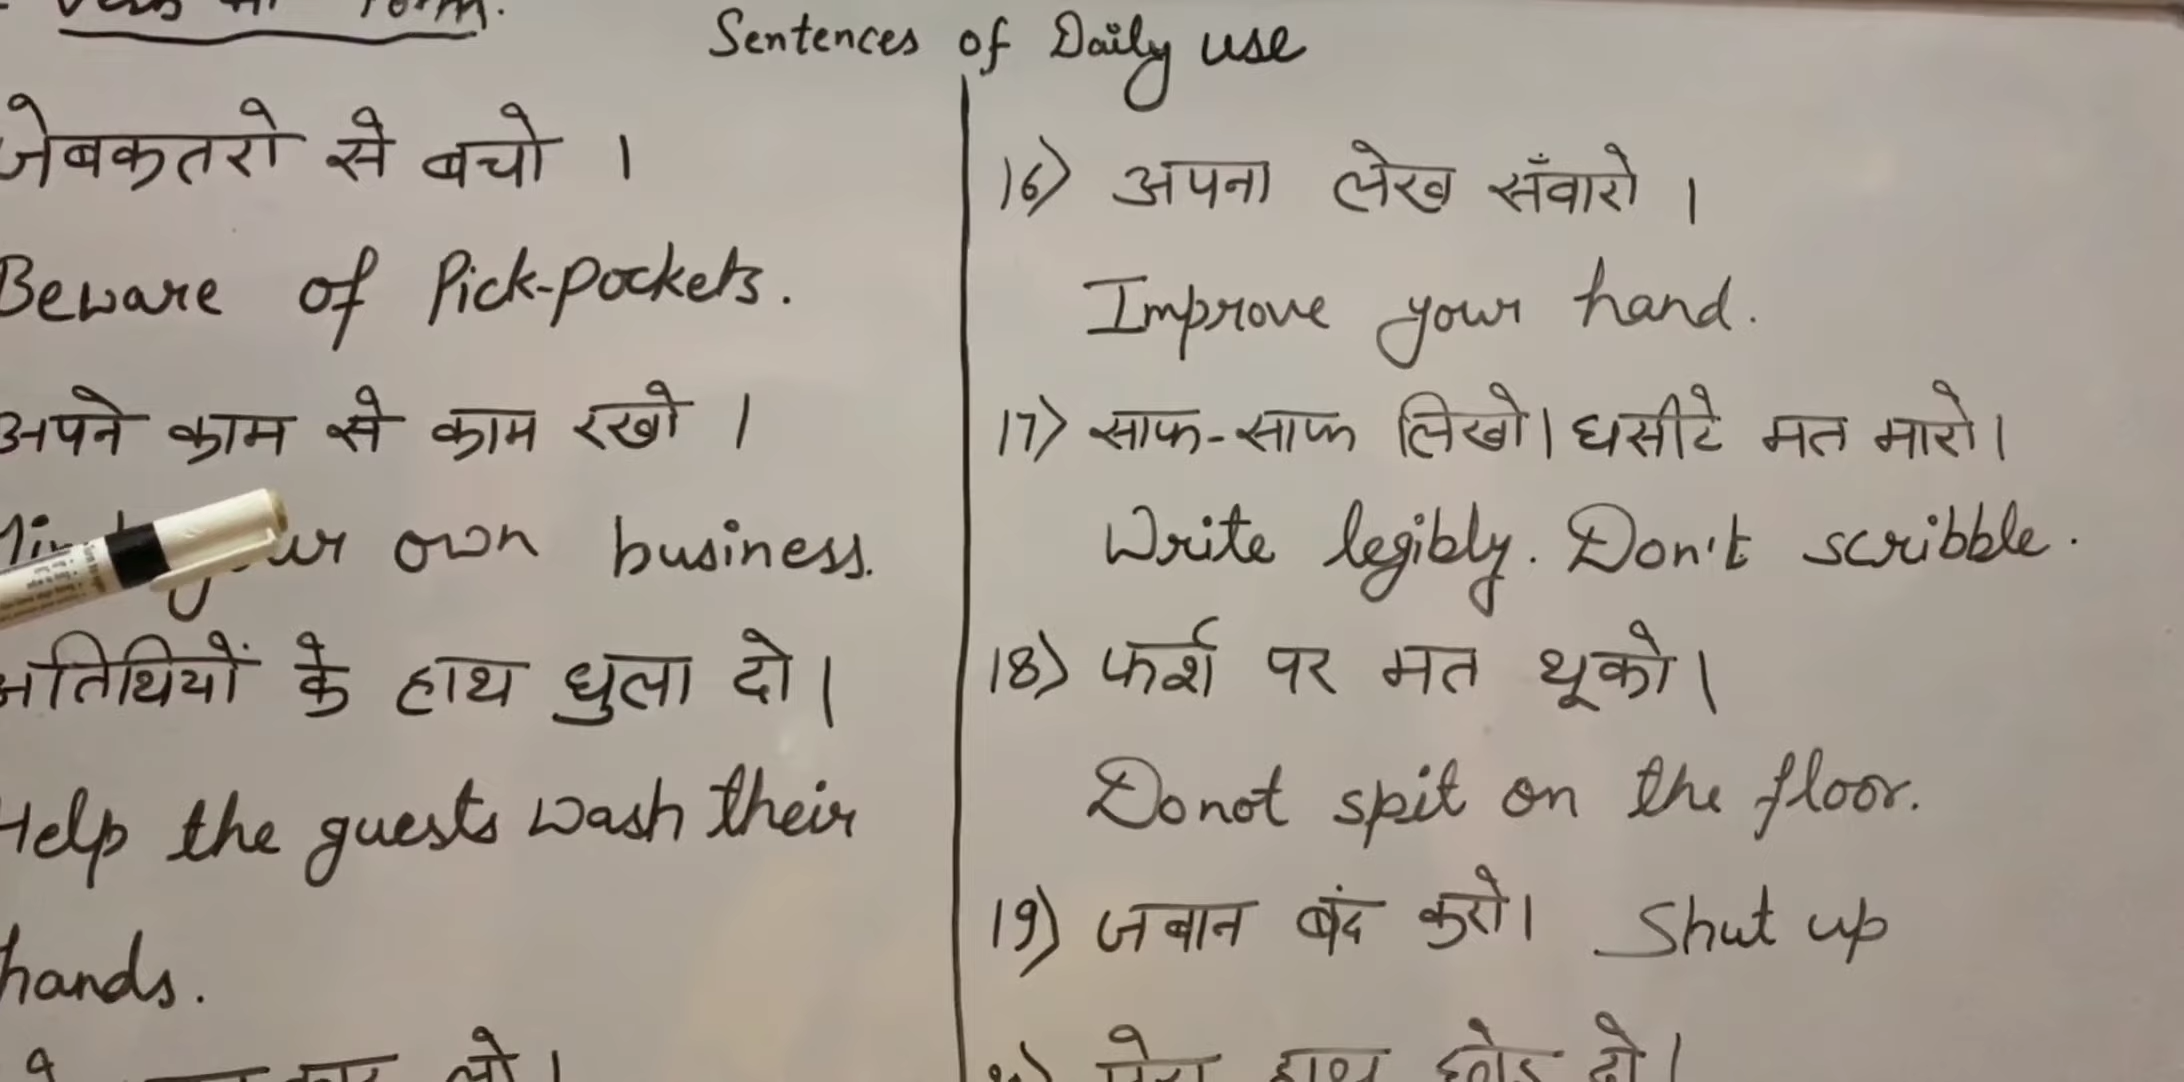 Sentences of Daily use
जेबकतरो से बचो ।
Beware of Pick-pockets.
अपने काम से काम रखो ।
own business.
अतिथियों के हाथ धुला दो।
Help the guests wash their
hands.
लो।
16) अपना लेख सँवारो ।
Improve your hand.
17) साफ-साफ लिखो। घसीटे मत मारो।
Write legibly. Don't scribble.
18) फर्श पर मत थूको।
Donot spit on the floor.
19) जबान बंद करो। Shut up
हाथ छोड़ दो।